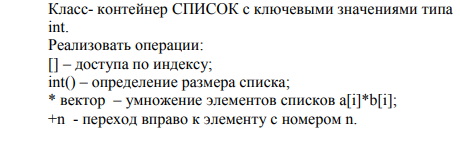 Класс- контейнер СПИСОК с ключевыми значениями типа
int.
Реализовать операции:
[] – доступа по индексу;
int() – определение размера списка;
* вектор – умножение элементов списков a[i]*b[i];
+n - переход вправо к элементу с номером n.